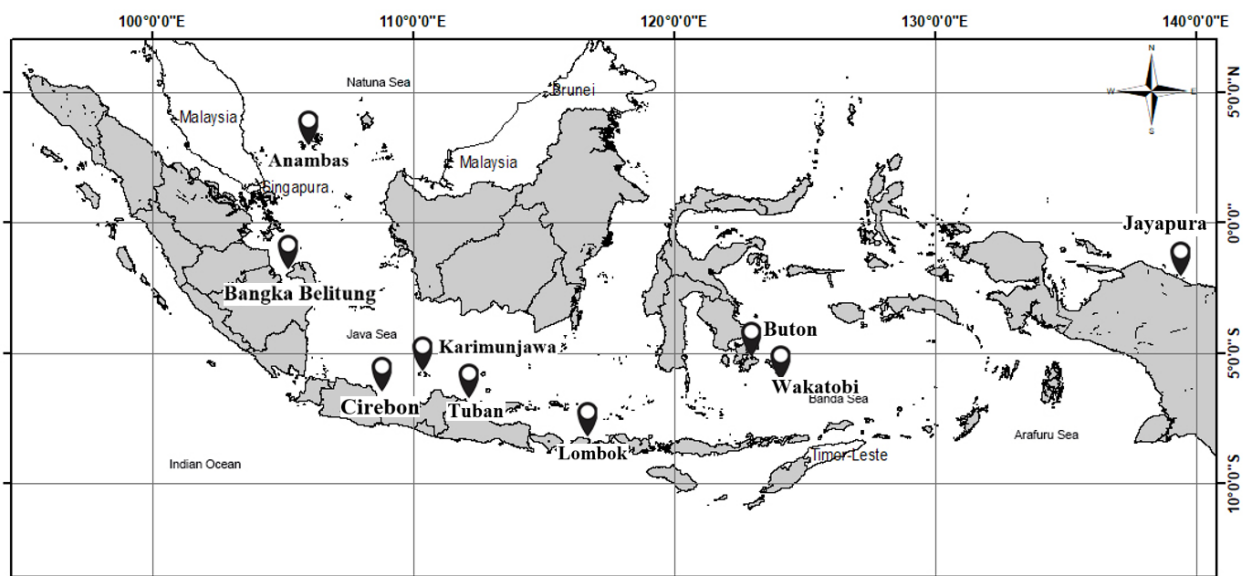 100°0'0"E 110°0'0"E 120°0'0"E 130°0'0"E 140°0'0"E
N
W E
S
5°0'0"N
0°0'0"
5°0'0"S
10°0'0"S
Natuna Sea
Brunei
Malaysia
Anambas
Malaysia
Singapura
Jayapura
Bangka Belitung
Java Sea
Karimunjawa
Buton
Wakatobi
Banda Sea
Cirebon
Tuban
Lombok
Arafuru Sea
Timor-Leste
Indian Ocean